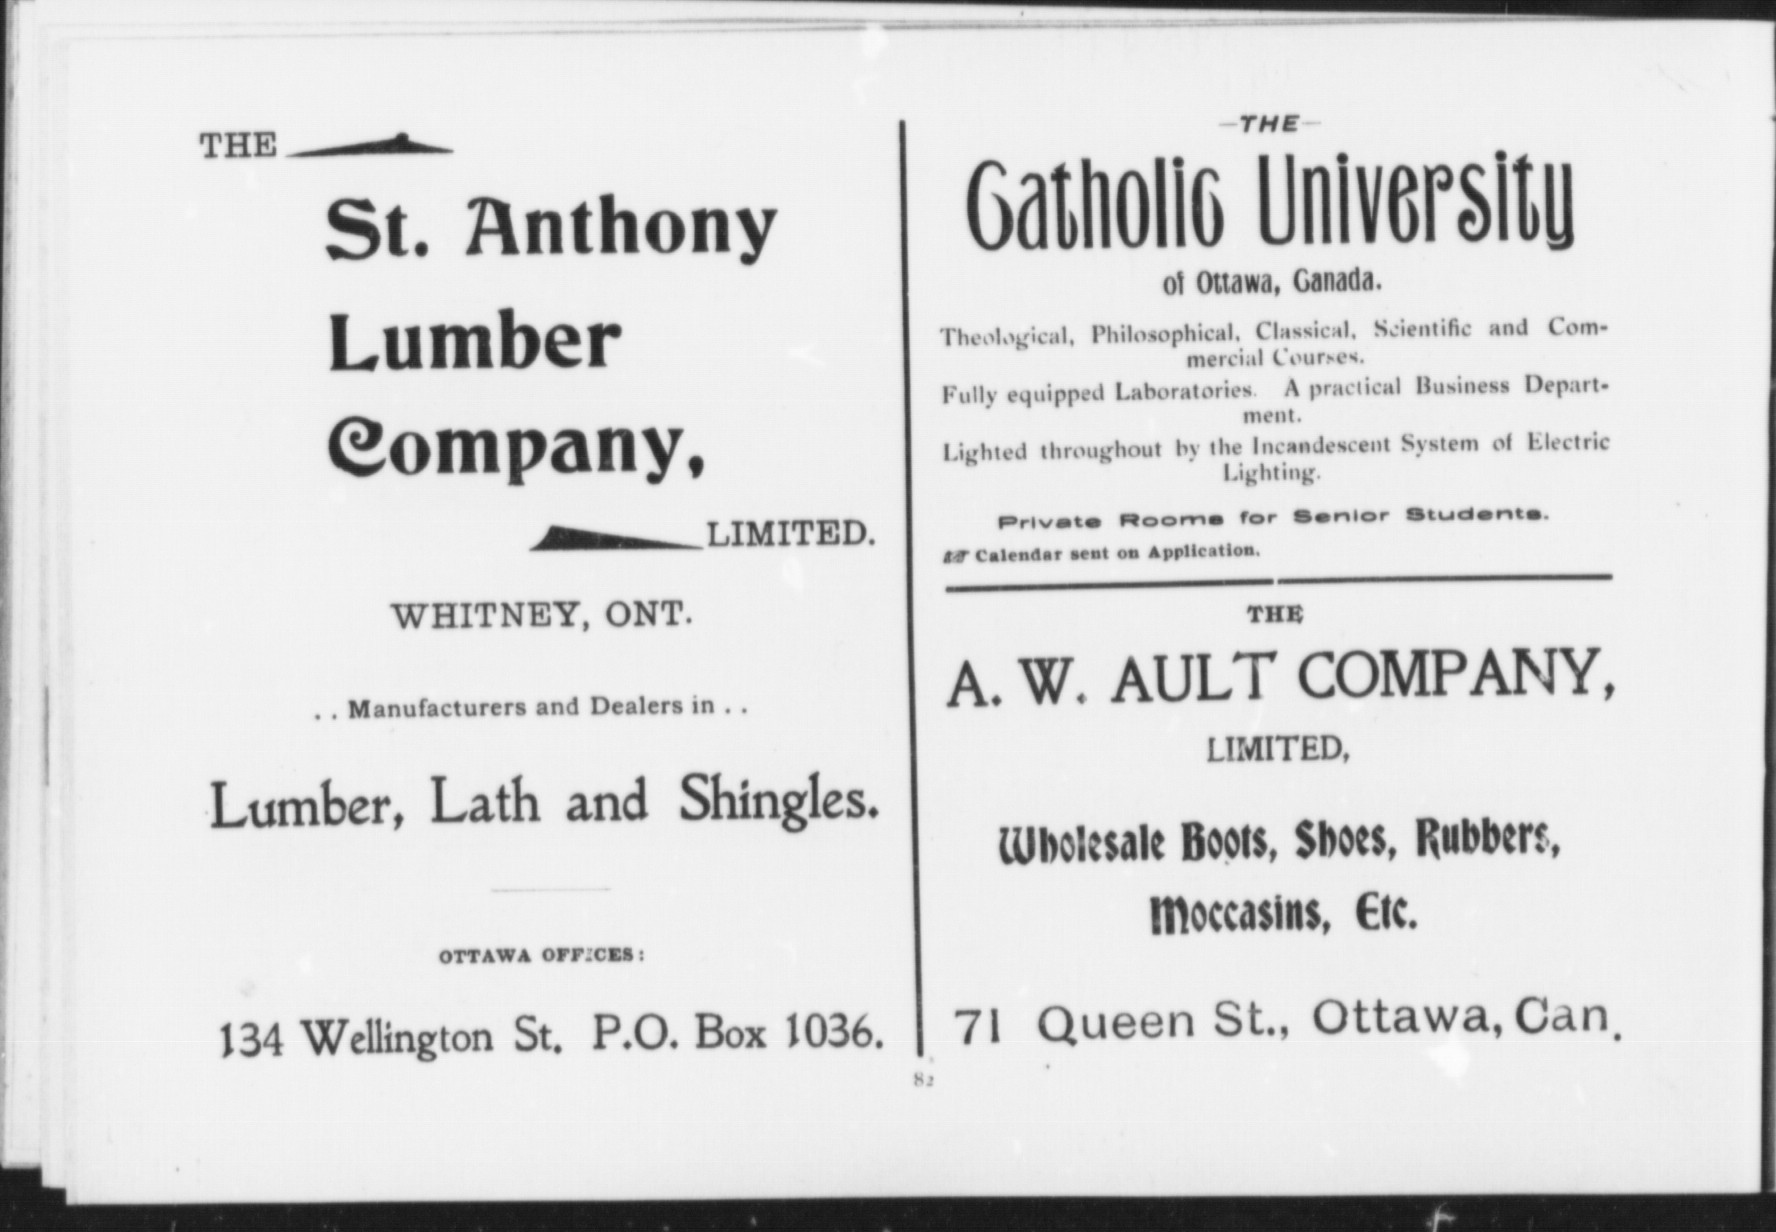 THE
St. Anthony
Lumber
Company,
LIMITED.
WHITNEY, ONT.
. . Manufacturers and Dealers in . .
Lumber, Lath and Shingles.
OTTAWA OFFICES:
134 Wellington St. P.O. Box 1036.
—THE—
Catholic University
of Ottawa, Canada.
Theological, Philosophical, Classical, Scientific and Com-
mercial Courses.
Fully equipped Laboratories. A practical Business Depart-
ment.
Lighted throughout by the Incandescent System of Electric
Lighting.
Private Rooms for Senior Students.
☞ Calendar sent on Application.
THE
A. W. AULT COMPANY,
LIMITED,
Wholesale Boots, Shoes, Rubbers,
Moccasins, Etc.
71 Queen St., Ottawa, Can.
82